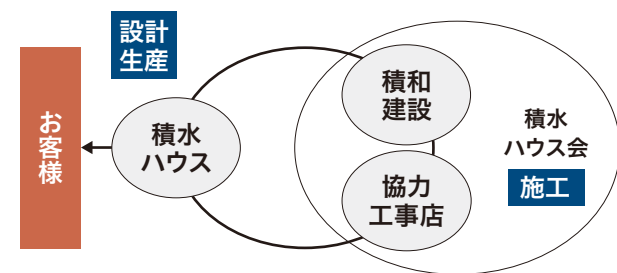 設計
生産
お客様
積水
ハウス
積和
建設
協力
工事店
積水
ハウス会
施工